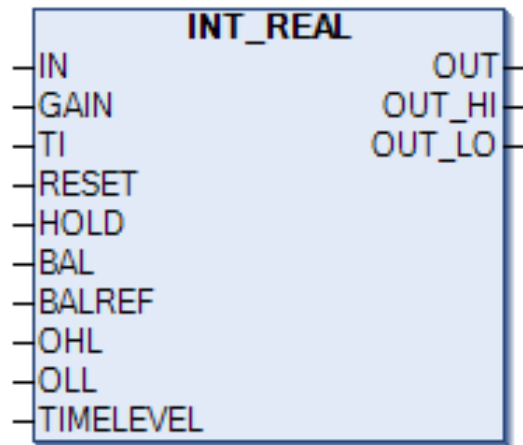 INT_REAL
IN OUT
GAIN OUT_HI
TI OUT_LO
RESET
HOLD
BAL
BALREF
OHL
OLL
TIMELEVEL